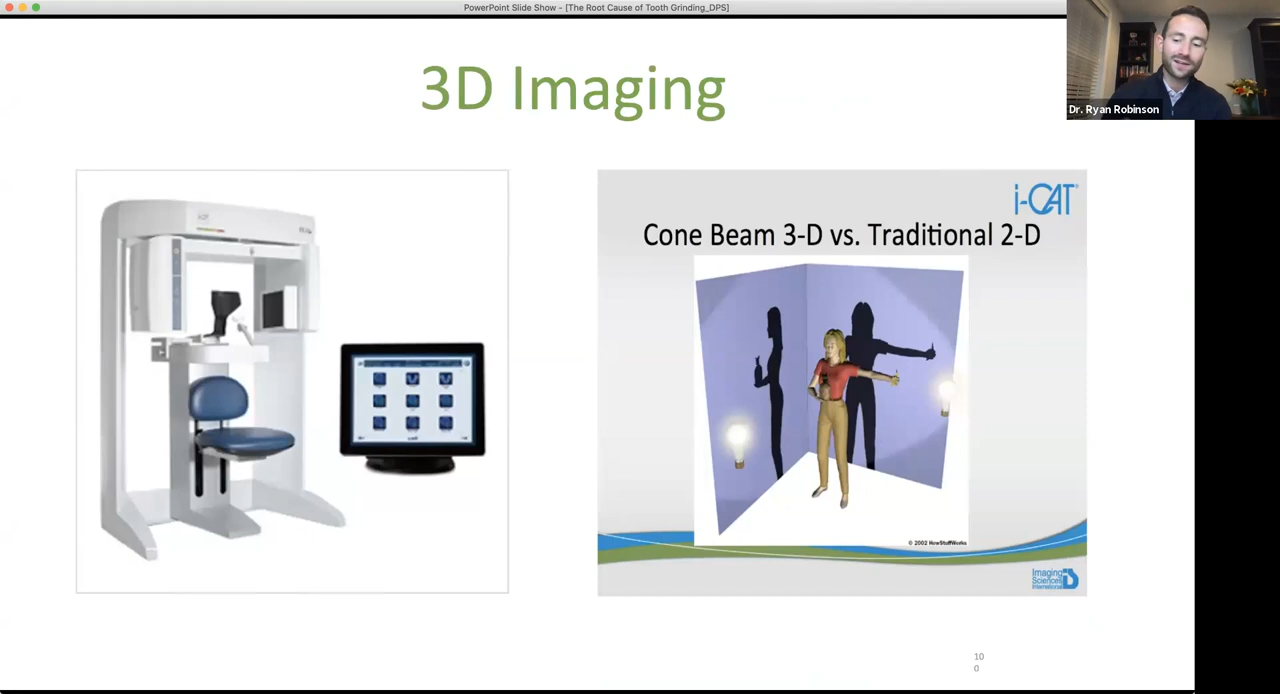 PowerPoint Slide Show - [The Root Cause of Tooth Grinding_DPS]
Dr. Ryan Robinson
3D Imaging
i-CAT
Cone Beam 3-D vs. Traditional 2-D
© 2002 HowStuffWorks
Imaging
Sciences
International
10
0